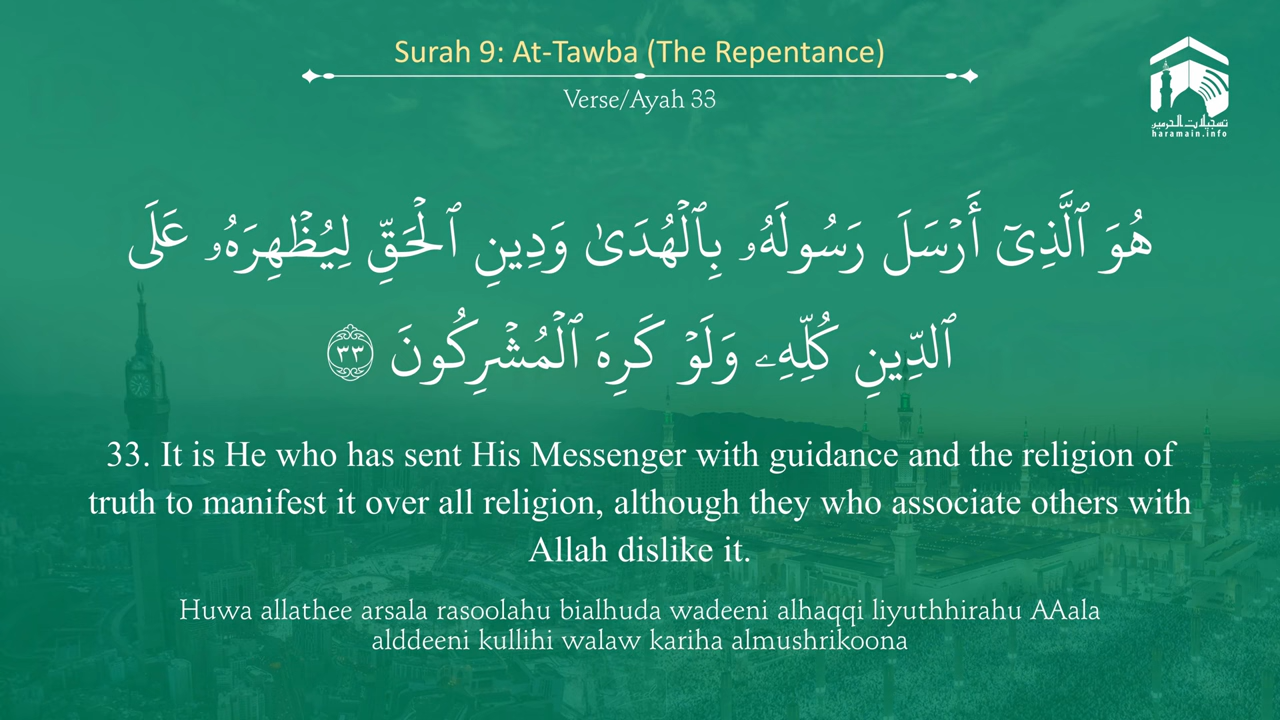 Surah 9: At-Tawba (The Repentance)
Verse/Ayah 33
تسجيلات الحرمين
haramain.info
هُوَ ٱلَّذِىٓ أَرۡسَلَ رَسُولَهُۥ بِٱلۡهُدَىٰ وَدِينِ ٱلۡحَقِّ لِيُظۡهِرَهُۥ عَلَى
ٱلدِّينِ كُلِّهِۦ وَلَوۡ كَرِهَ ٱلۡمُشۡرِكُونَ ٣٣
33. It is He who has sent His Messenger with guidance and the religion of
truth to manifest it over all religion, although they who associate others with
Allah dislike it.
Huwa allathee arsala rasoolahu bialhuda wadeeni alhaqqi liyuthhirahu AAala
alddeeni kullihi walaw kariha almushrikoona